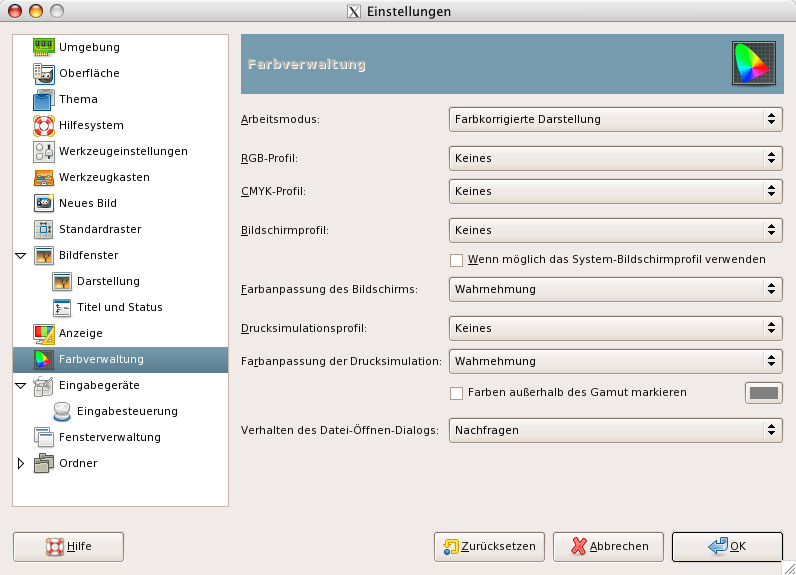 Einstellungen
Umgebung
Oberfläche
Thema
Hilfesystem
Werkzeugeinstellungen
Werkzeugkasten
Neues Bild
Standardraster
Bildfenster
Darstellung
Titel und Status
Anzeige
Farbverwaltung
Eingabegeräte
Eingabesteuerung
Fensterverwaltung
Ordner
Farbverwaltung
Arbeitsmodus: Farbkorrigierte Darstellung
RGB-Profil: Keines
CMYK-Profil: Keines
Bildschirmprofil: Keines
Wenn möglich das System-Bildschirmprofil verwenden
Farbanpassung des Bildschirms: Wahrnehmung
Drucksimulationsprofil: Keines
Farbanpassung der Drucksimulation: Wahrnehmung
Farben außerhalb des Gamut markieren
Verhalten des Datei-Öffnen-Dialogs: Nachfragen
Hilfe Zurücksetzen Abbrechen OK